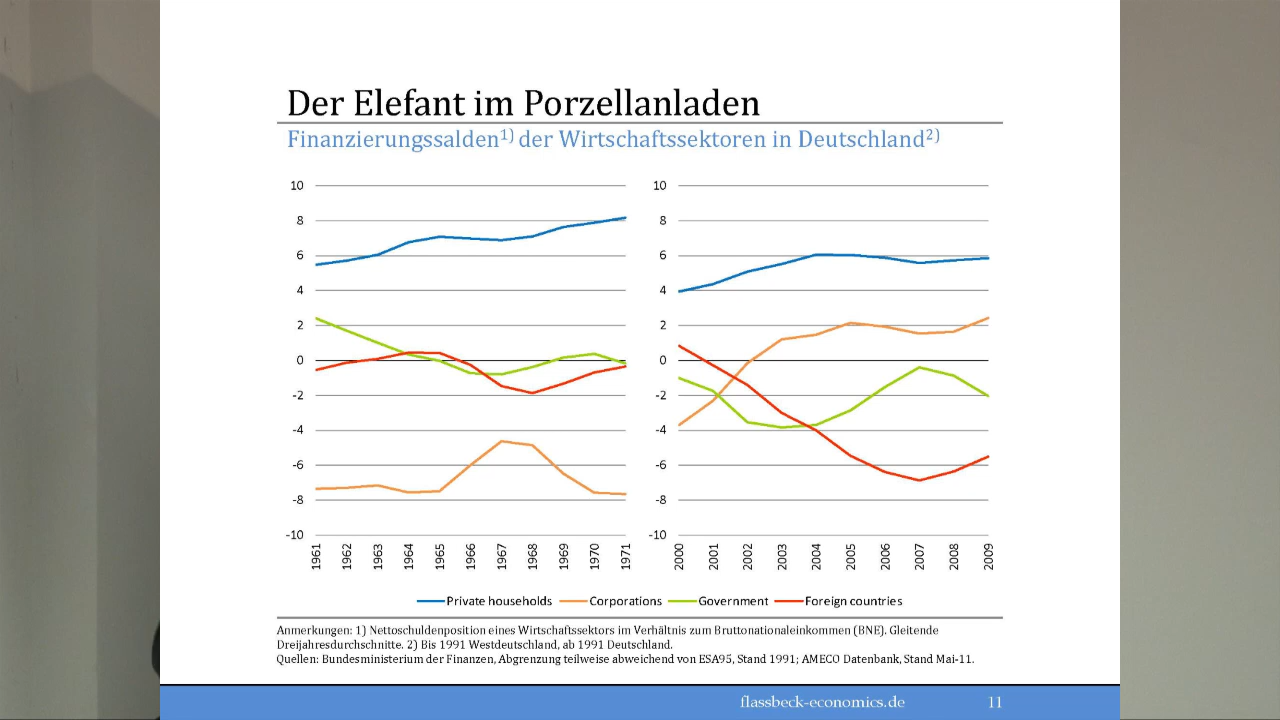 Der Elefant im Porzellanladen
Finanzierungssalden1) der Wirtschaftssektoren in Deutschland2)
10
8
6
4
2
0
-2
-4
-6
-8
-10
1961 1962 1963 1964 1965 1966 1967 1968 1969 1970 1971
10
8
6
4
2
0
-2
-4
-6
-8
-10
2000 2001 2002 2003 2004 2005 2006 2007 2008 2009
Private households Corporations Government Foreign countries
Anmerkungen: 1) Nettoschuldenposition eines Wirtschaftssektors im Verhältnis zum Bruttonationaleinkommen (BNE). Gleitende
Dreijahresdurchschnitte. 2) Bis 1991 Westdeutschland, ab 1991 Deutschland.
Quellen: Bundesministerium der Finanzen, Abgrenzung teilweise abweichend von ESA95, Stand 1991; AMECO Datenbank, Stand Mai-11.
flassbeck-economics.de 11